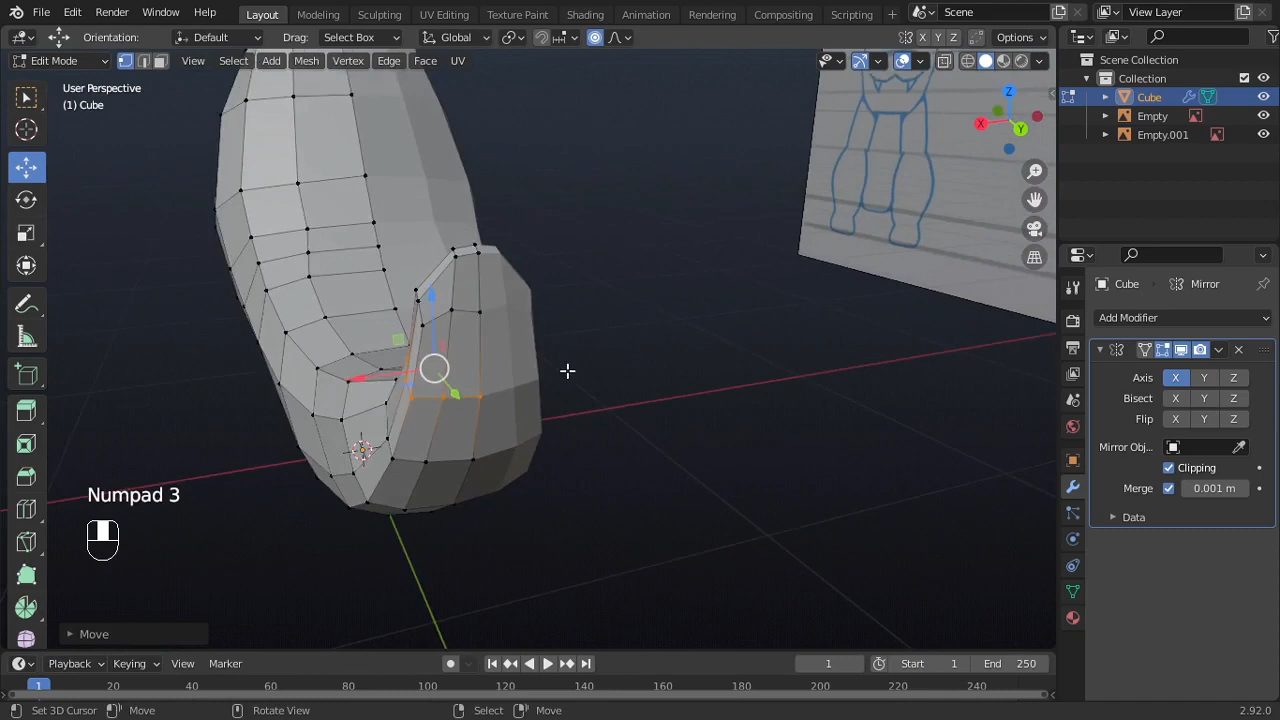 File Edit Render Window Help
Layout Modeling Sculpting UV Editing Texture Paint Shading Animation Rendering Compositing Scripting
Scene
View Layer
Orientation: Default Drag: Select Box Global X Y Z Options
Edit Mode View Select Add Mesh Vertex Edge Face UV
User Perspective
(1) Cube
Z
X
Y
Scene Collection
Collection
Cube
Empty
Empty.001
Cube Mirror
Add Modifier
Axis X Y Z
Bisect X Y Z
Flip X Y Z
Mirror Obj...
Clipping
Merge 0.001 m
Data
Numpad 3
Move
Playback Keying View Marker 1 Start 1 End 250
1 20 40 60 80 100 120 140 160 180 200 220 240
Set 3D Cursor Move Rotate View Select Move 2.92.0